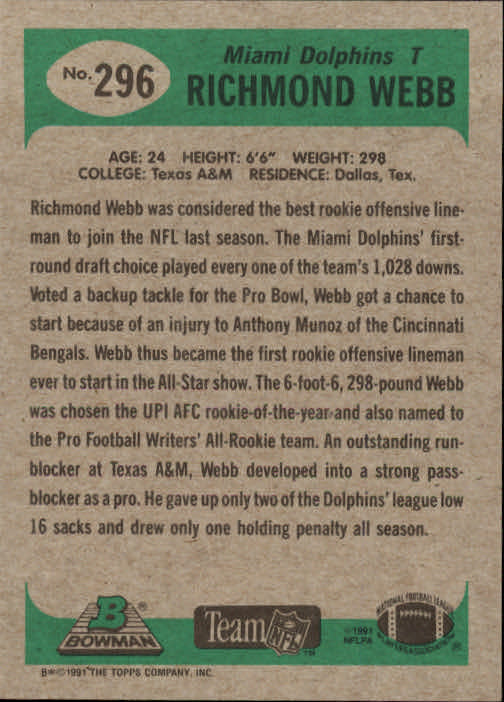 Miami Dolphins T
No. 296 RICHMOND WEBB
AGE: 24 HEIGHT: 6'6" WEIGHT: 298
COLLEGE: Texas A&M RESIDENCE: Dallas, Tex.
Richmond Webb was considered the best rookie offensive line-
man to join the NFL last season. The Miami Dolphins' first-
round draft choice played every one of the team's 1,028 downs.
Voted a backup tackle for the Pro Bowl, Webb got a chance to
start because of an injury to Anthony Munoz of the Cincinnati
Bengals. Webb thus became the first rookie offensive lineman
ever to start in the All-Star show. The 6-foot-6, 298-pound Webb
was chosen the UPI AFC rookie-of-the-year and also named to
the Pro Football Writers' All-Rookie team. An outstanding run-
blocker at Texas A&M, Webb developed into a strong pass-
blocker as a pro. He gave up only two of the Dolphins' league low
16 sacks and drew only one holding penalty all season.
B
BOWMAN®
Team NFL™
©1991
NFLPA
NATIONAL FOOTBALL LEAGUE
PLAYERS ASSOCIATION ®
B*©1991 THE TOPPS COMPANY, INC.